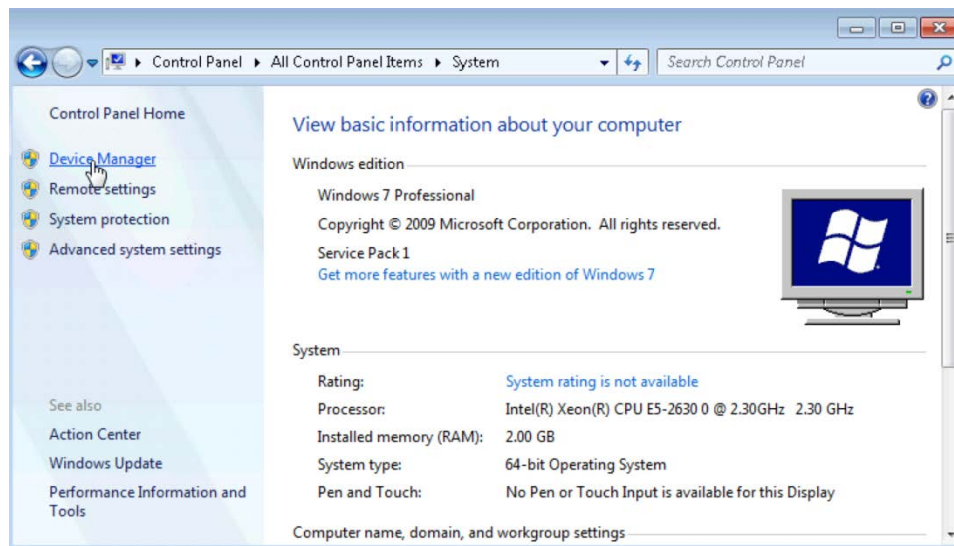 Control Panel ▸ All Control Panel Items ▸ System
Search Control Panel
Control Panel Home
Device Manager
Remote settings
System protection
Advanced system settings
See also
Action Center
Windows Update
Performance Information and
Tools
View basic information about your computer
Windows edition
Windows 7 Professional
Copyright © 2009 Microsoft Corporation. All rights reserved.
Service Pack 1
Get more features with a new edition of Windows 7
System
Rating: System rating is not available
Processor: Intel(R) Xeon(R) CPU E5-2630 0 @ 2.30GHz 2.30 GHz
Installed memory (RAM): 2.00 GB
System type: 64-bit Operating System
Pen and Touch: No Pen or Touch Input is available for this Display
Computer name, domain, and workgroup settings